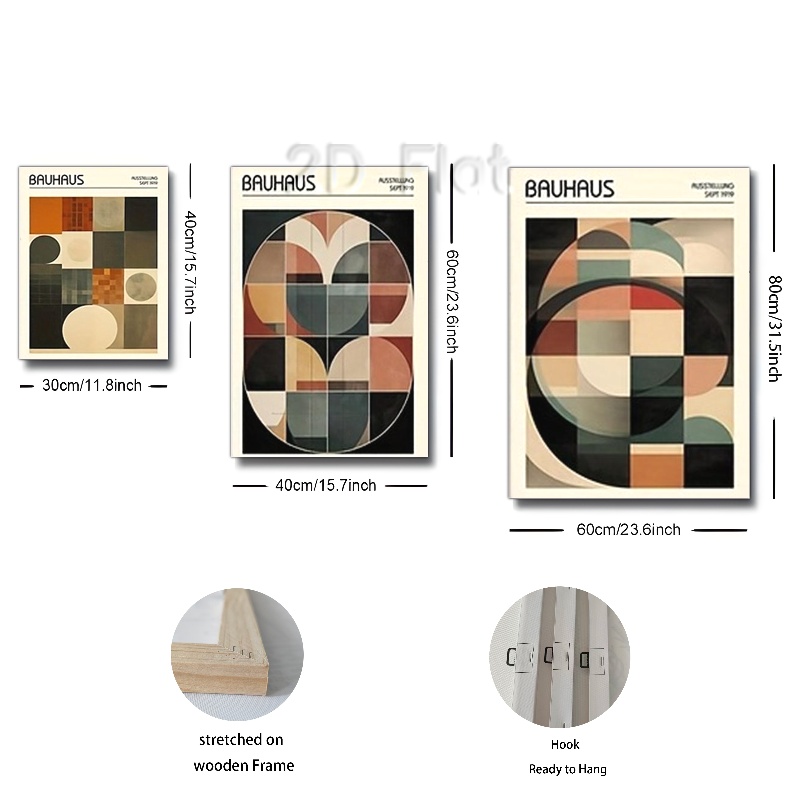 2D Flat
BAUHAUS
AUSSTELLUNG
SEPT 1919
40cm/15.7inch
30cm/11.8inch
BAUHAUS
AUSSTELLUNG
SEPT 1919
60cm/23.6inch
40cm/15.7inch
BAUHAUS
AUSSTELLUNG
SEPT 1919
80cm/31.5inch
60cm/23.6inch
stretched on
wooden Frame
Hook
Ready to Hang